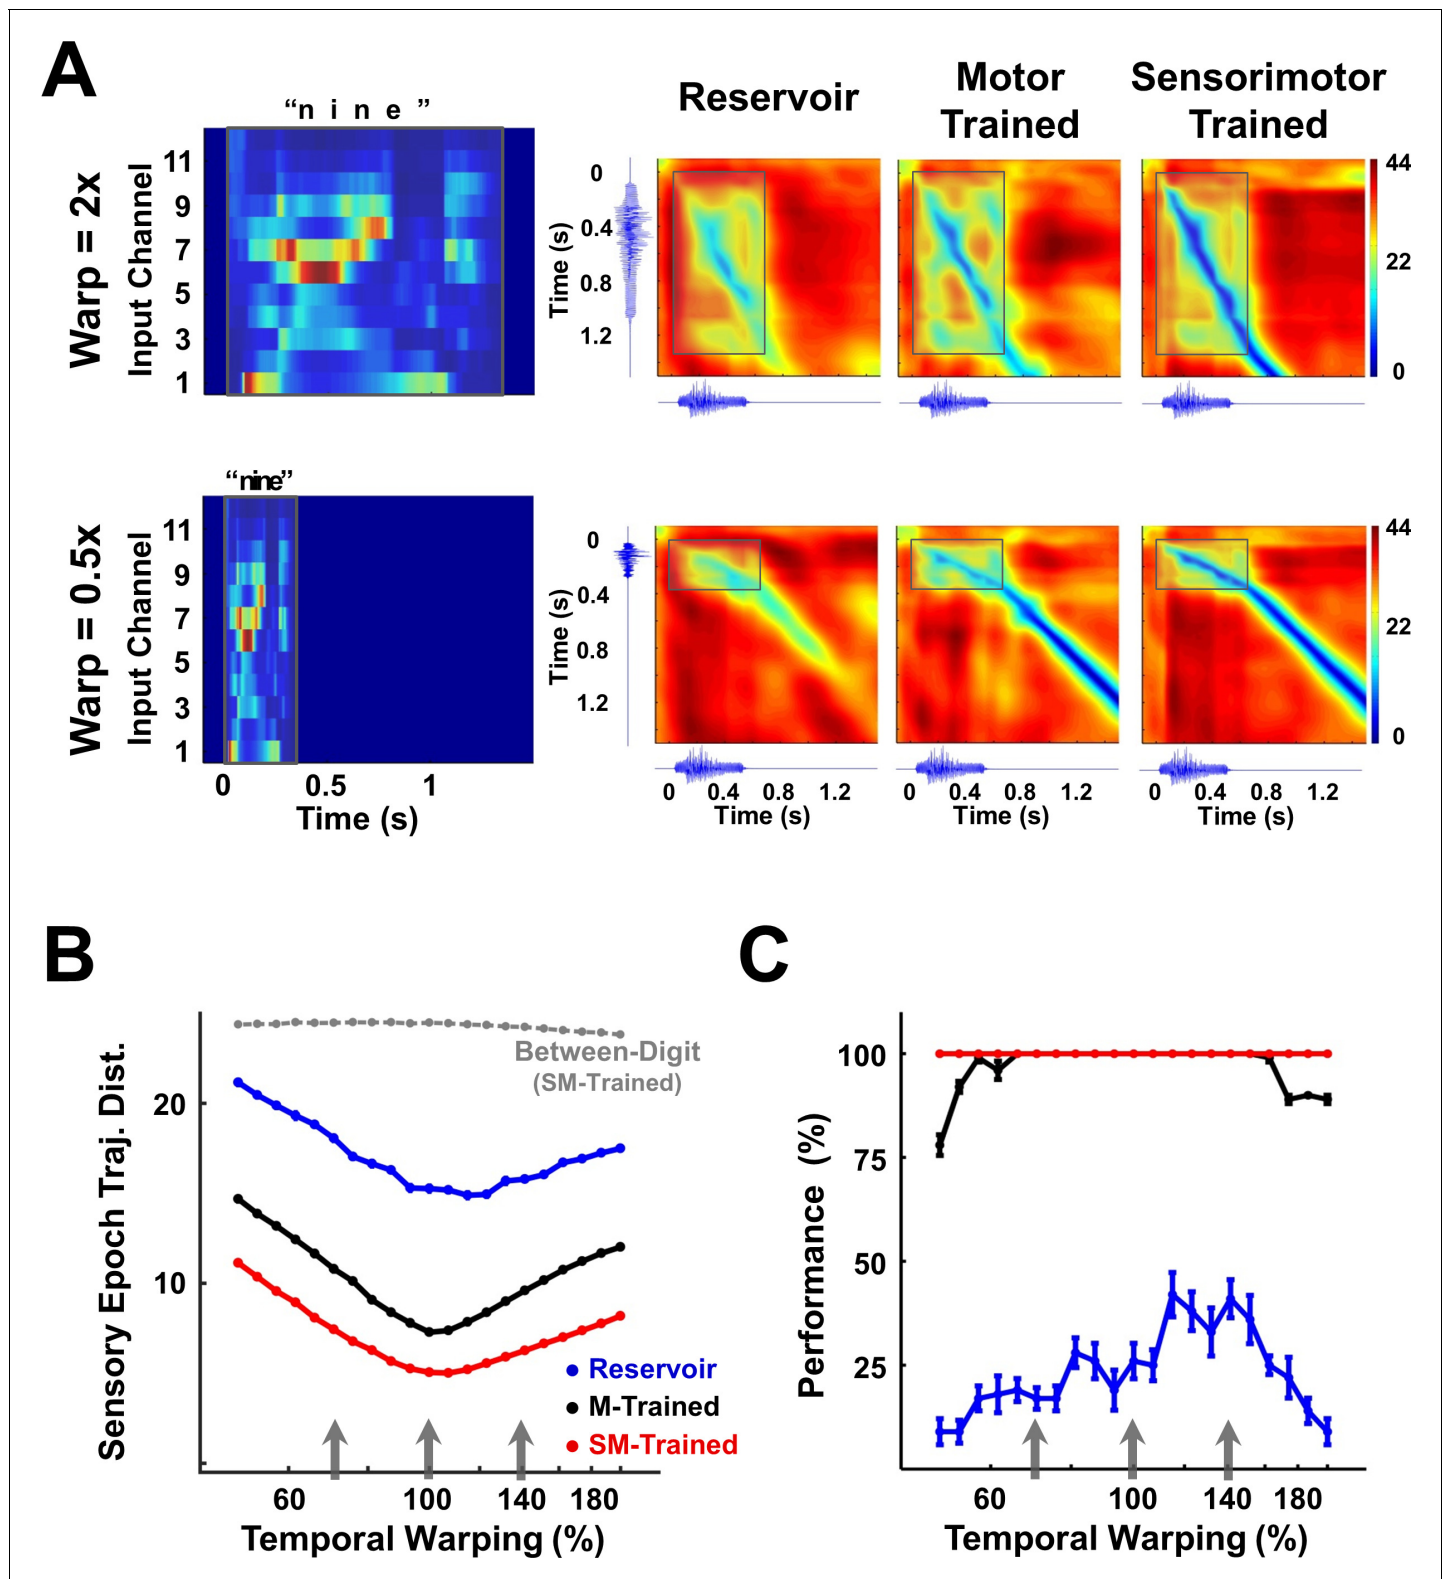 A
Reservoir
Motor
Trained
Sensorimotor
Trained
“n i n e ”
Warp = 2x
Input Channel
11
9
7
5
3
1
Time (s)
0
0.4
0.8
1.2
44
22
0
“nine”
Warp = 0.5x
Input Channel
11
9
7
5
3
1
0 0.5 1
Time (s)
Time (s)
0
0.4
0.8
1.2
0 0.4 0.8 1.2
Time (s)
0 0.4 0.8 1.2
Time (s)
0 0.4 0.8 1.2
Time (s)
44
22
0
B
Sensory Epoch Traj. Dist.
20
10
Between-Digit
(SM-Trained)
Reservoir
M-Trained
SM-Trained
60 100 140 180
Temporal Warping (%)
C
Performance (%)
100
75
50
25
60 100 140 180
Temporal Warping (%)